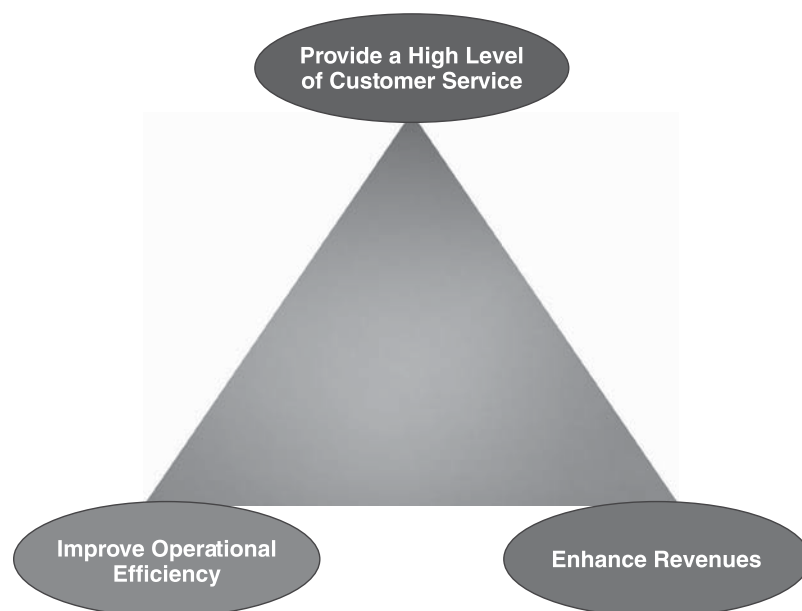 Provide a High Level
of Customer Service
Improve Operational
Efficiency
Enhance Revenues